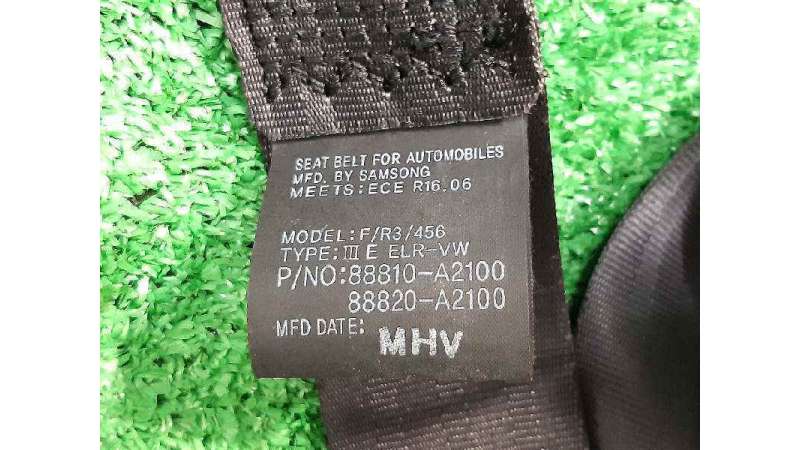 SEAT BELT FOR AUTOMOBILES
MFD. BY SAMSONG
MEETS:ECE R16.06
MODEL:F/R3/456
TYPE:III E ELR-VW
P/NO:88810-A2100
88820-A2100
MFD DATE: MHV